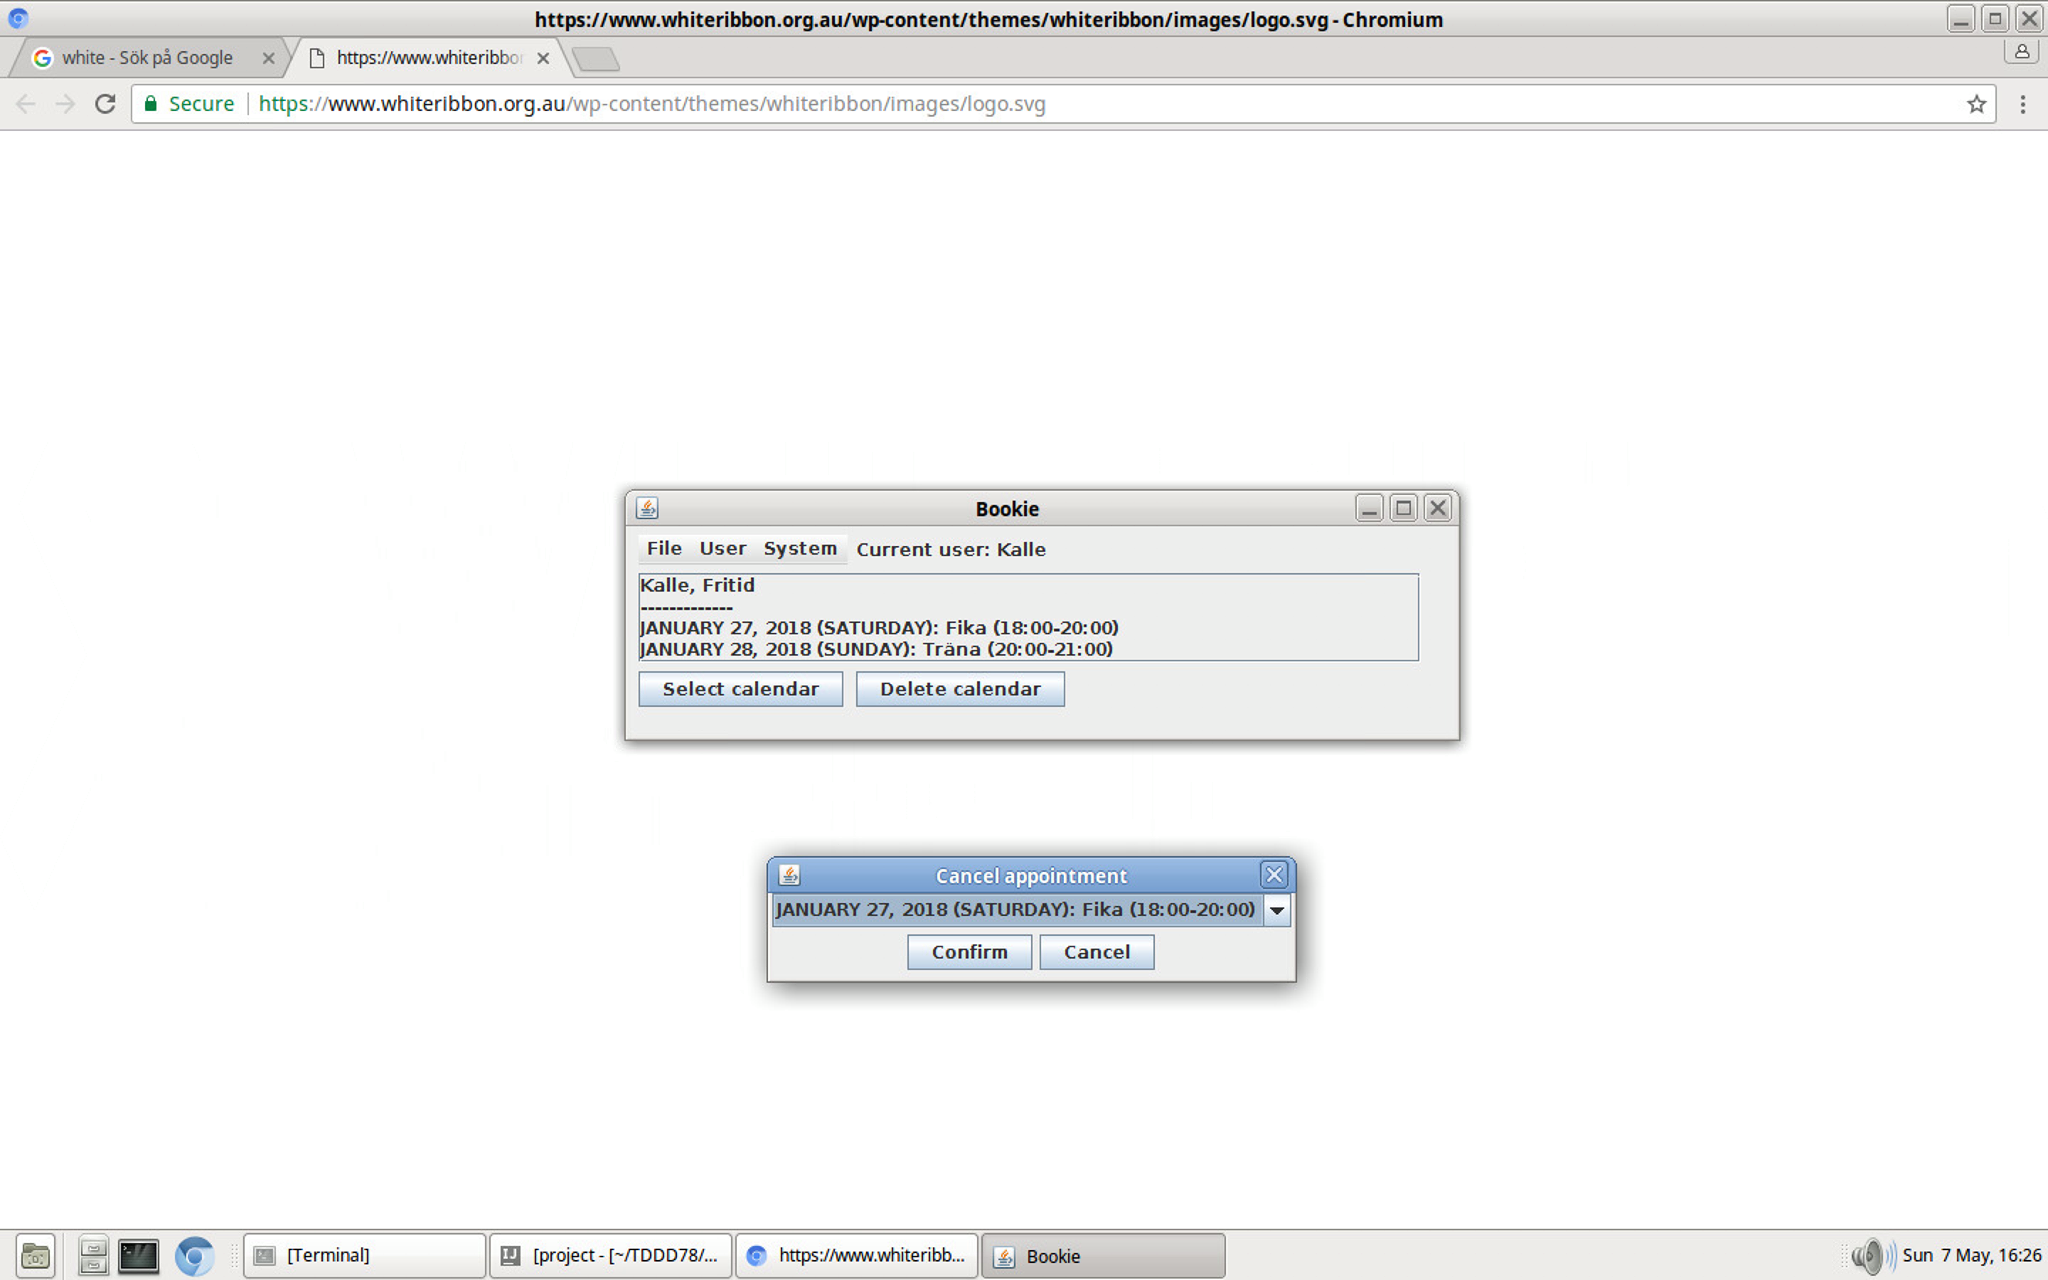 https://www.whiteribbon.org.au/wp-content/themes/whiteribbon/images/logo.svg - Chromium
white - Sök på Google
https://www.whiteribbon
Secure
https://www.whiteribbon.org.au/wp-content/themes/whiteribbon/images/logo.svg
Bookie
File User System Current user: Kalle
Kalle, Fritid
-------------
JANUARY 27, 2018 (SATURDAY): Fika (18:00-20:00)
JANUARY 28, 2018 (SUNDAY): Träna (20:00-21:00)
Select calendar Delete calendar
Cancel appointment
JANUARY 27, 2018 (SATURDAY): Fika (18:00-20:00)
Confirm Cancel
[Terminal] [project - [~/TDDD78/... https://www.whiteribb... Bookie Sun 7 May, 16:26